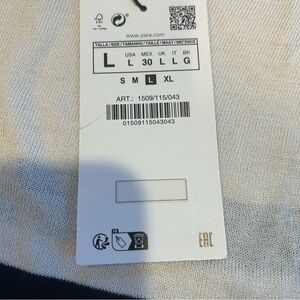 www.zara.com
TALLA / SIZE / TAMANHO / TAILLE / MAAT / МЕГЕӨСЕ
L
USA MEX UK IT BR
L 30 L L G
S M L XL
ART.: 1509/115/043
01509115043043
EAC